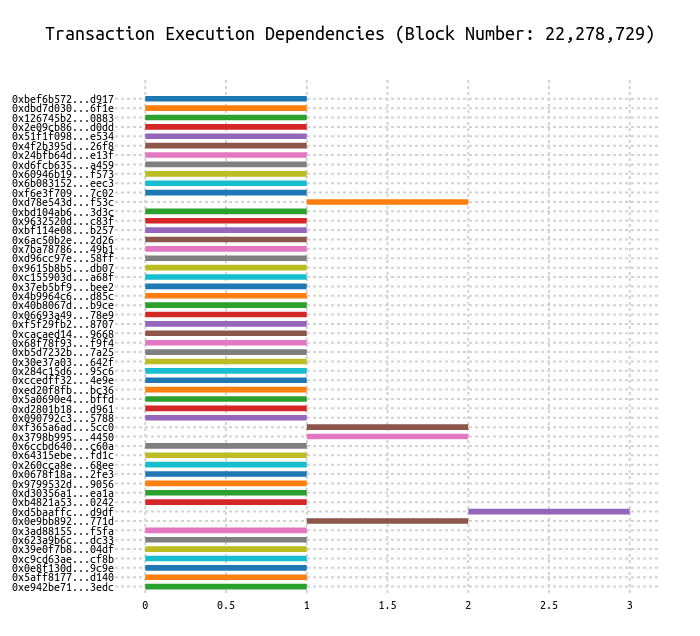 Transaction Execution Dependencies (Block Number: 22,278,729)
0xbef6b572...d917
0xdbd7d030...6f1e
0x126745b2...0883
0x2e09cb86...d0dd
0x51f1f098...e534
0x4f2b395d...26f8
0x24bfb64d...e13f
0xd6fcb635...a459
0x60946b19...f573
0x6b083152...eec3
0xf6e3f709...7c02
0xd78e543d...f53c
0xbd104ab6...3d3c
0x9632520d...c83f
0xbf114e08...b257
0x6ac50b2e...2d26
0x7ba78786...49b1
0xd96cc97e...58ff
0x9615b8b5...db07
0xc155903d...a68f
0x37eb5bf9...bee2
0x4b9964c6...d85c
0x40b8067d...b9ce
0x06693a49...78e9
0xf5f29fb2...8707
0xcacaed14...9668
0x68f78f93...f9f4
0xb5d7232b...7a25
0x30e37a03...642f
0x284c15d6...95c6
0xccedff32...4e9e
0xed20f8fb...bc36
0x5a0690e4...bffd
0xd2801b18...d961
0x090792c3...5788
0xf365a6ad...5cc0
0x3798b995...4450
0x6ccbd640...c60a
0x64315ebe...fd1c
0x260cca8e...68ee
0x0678f18a...2fe3
0x9799532d...9056
0xd30356a1...ea1a
0xb4821a53...0242
0xd5baaffc...d9df
0x0e9bb892...771d
0x3ad88155...f5fa
0x623a9b6c...dc33
0x39e0f7b8...04df
0xc9cd63ae...cf8b
0x0e8f130d...9c9e
0x5aff8177...d140
0xe942be71...3edc
0 0.5 1 1.5 2 2.5 3